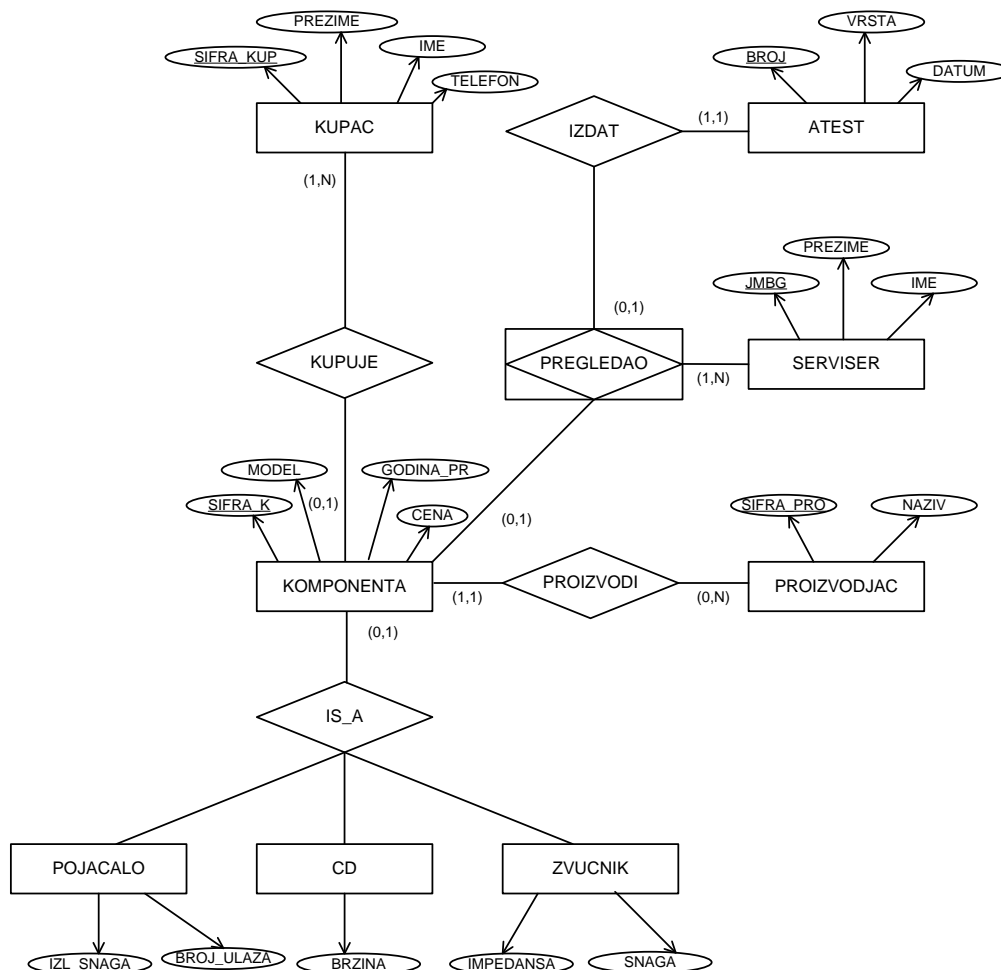 PREZIME
VRSTA
IME
SIFRA_KUP
BROJ
DATUM
TELEFON
KUPAC
IZDAT
(1,1)
ATEST
(1,N)
PREZIME
JMBG
IME
(0,1)
KUPUJE
PREGLEDAO
SERVISER
(1,N)
MODEL
GODINA_PR
SIFRA_K
(0,1)
CENA
(0,1)
SIFRA_PRO
NAZIV
KOMPONENTA
(1,1)
PROIZVODI
(0,N)
PROIZVODJAC
(0,1)
IS_A
POJACALO
CD
ZVUCNIK
IZL_SNAGA
BROJ_ULAZA
BRZINA
IMPEDANSA
SNAGA